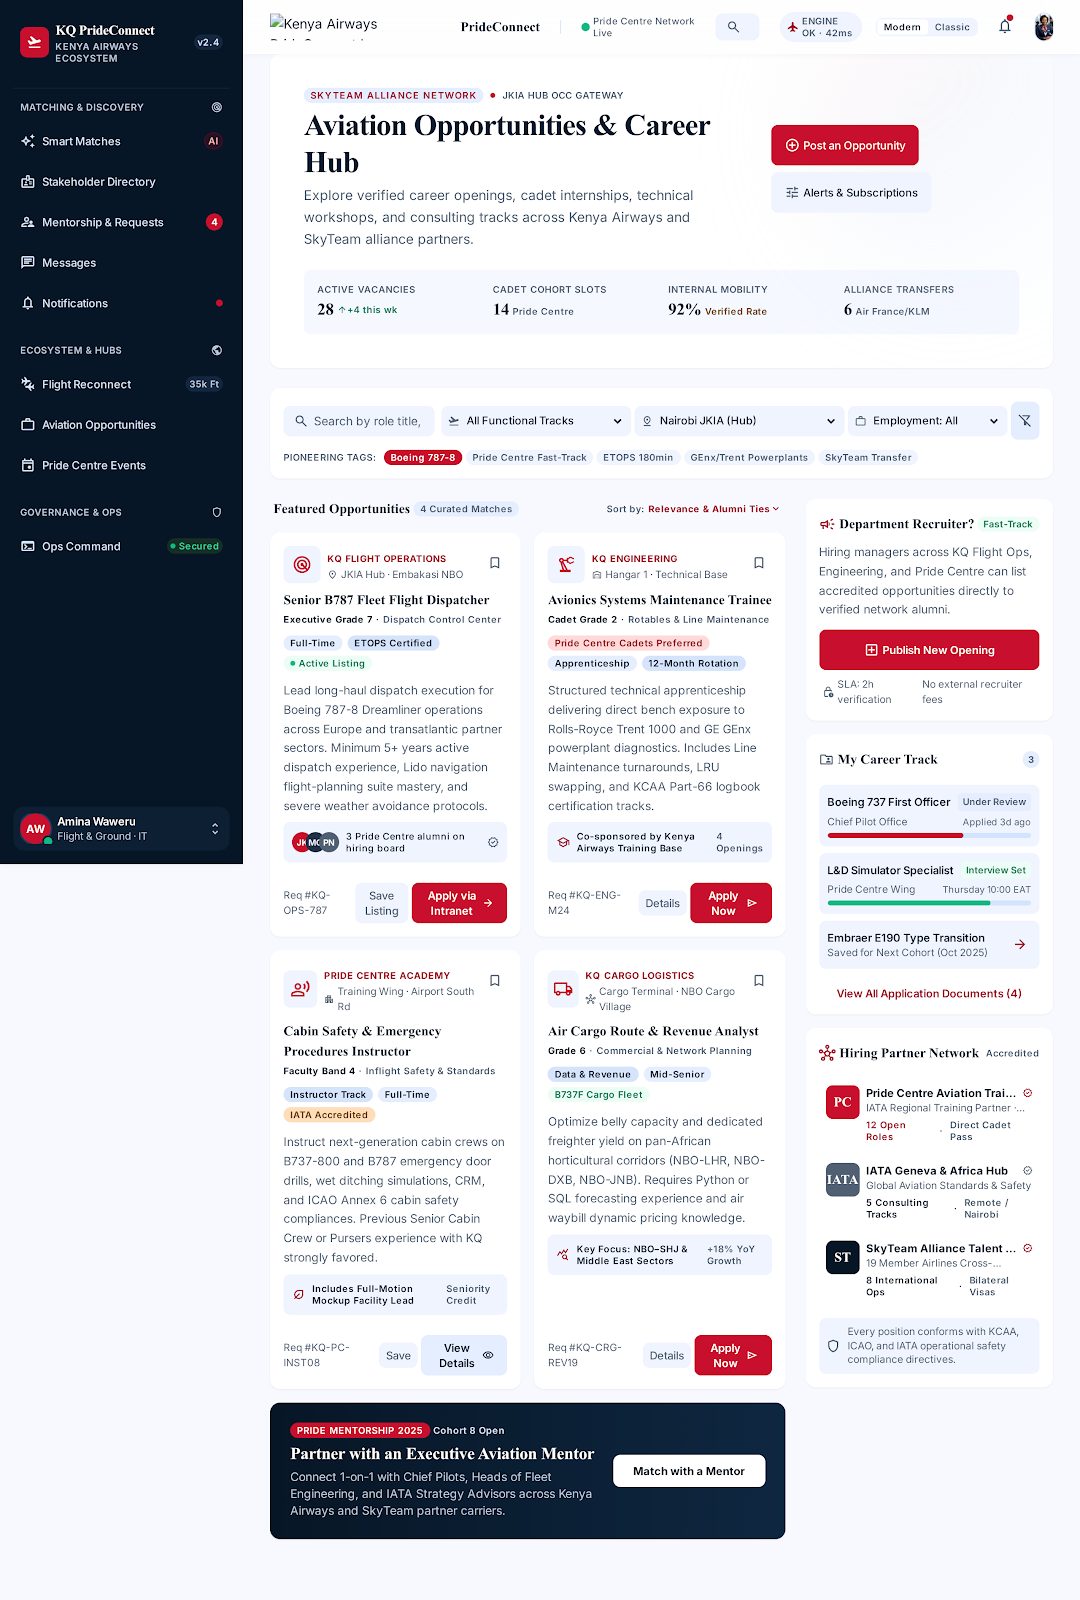 KQ PrideConnect
KENYA AIRWAYS
ECOSYSTEM
v2.4
MATCHING & DISCOVERY
Smart Matches
AI
Stakeholder Directory
Mentorship & Requests
4
Messages
Notifications
ECOSYSTEM & HUBS
Flight Reconnect
35k Ft
Aviation Opportunities
Pride Centre Events
GOVERNANCE & OPS
Ops Command
Secured
AW
Amina Waweru
Flight & Ground · IT
Kenya Airways
PrideConnect
Pride Centre Network
Live
ENGINE
OK · 42ms
Modern
Classic
SKYTEAM ALLIANCE NETWORK
JKIA HUB OCC GATEWAY
Aviation Opportunities & Career
Hub
Explore verified career openings, cadet internships, technical
workshops, and consulting tracks across Kenya Airways and
SkyTeam alliance partners.
Post an Opportunity
Alerts & Subscriptions
ACTIVE VACANCIES
28 ↑+4 this wk
CADET COHORT SLOTS
14 Pride Centre
INTERNAL MOBILITY
92% Verified Rate
ALLIANCE TRANSFERS
6 Air France/KLM
Search by role title,
All Functional Tracks
Nairobi JKIA (Hub)
Employment: All
PIONEERING TAGS:
Boeing 787-8
Pride Centre Fast-Track
ETOPS 180min
GEnx/Trent Powerplants
SkyTeam Transfer
Featured Opportunities
4 Curated Matches
Sort by: Relevance & Alumni Ties
KQ FLIGHT OPERATIONS
JKIA Hub · Embakasi NBO
Senior B787 Fleet Flight Dispatcher
Executive Grade 7 · Dispatch Control Center
Full-Time
ETOPS Certified
Active Listing
Lead long-haul dispatch execution for
Boeing 787-8 Dreamliner operations
across Europe and transatlantic partner
sectors. Minimum 5+ years active
dispatch experience, Lido navigation
flight-planning suite mastery, and
severe weather avoidance protocols.
PN
3 Pride Centre alumni on
hiring board
Req #KQ-
OPS-787
Save
Listing
Apply via
Intranet
KQ ENGINEERING
Hangar 1 · Technical Base
Avionics Systems Maintenance Trainee
Cadet Grade 2 · Rotables & Line Maintenance
Pride Centre Cadets Preferred
Apprenticeship
12-Month Rotation
Structured technical apprenticeship
delivering direct bench exposure to
Rolls-Royce Trent 1000 and GE GEnx
powerplant diagnostics. Includes Line
Maintenance turnarounds, LRU
swapping, and KCAA Part-66 logbook
certification tracks.
Co-sponsored by Kenya
Airways Training Base
4
Openings
Req #KQ-ENG-
M24
Details
Apply
Now
PRIDE CENTRE ACADEMY
Training Wing · Airport South
Rd
Cabin Safety & Emergency
Procedures Instructor
Faculty Band 4 · Inflight Safety & Standards
Instructor Track
Full-Time
IATA Accredited
Instruct next-generation cabin crews on
B737-800 and B787 emergency door
drills, wet ditching simulations, CRM,
and ICAO Annex 6 cabin safety
compliances. Previous Senior Cabin
Crew or Pursers experience with KQ
strongly favored.
Includes Full-Motion
Mockup Facility Lead
Seniority
Credit
Req #KQ-PC-
INST08
Save
View
Details
KQ CARGO LOGISTICS
Cargo Terminal · NBO Cargo
Village
Air Cargo Route & Revenue Analyst
Grade 6 · Commercial & Network Planning
Data & Revenue
Mid-Senior
B737F Cargo Fleet
Optimize belly capacity and dedicated
freighter yield on pan-African
horticultural corridors (NBO-LHR, NBO-
DXB, NBO-JNB). Requires Python or
SQL forecasting experience and air
waybill dynamic pricing knowledge.
Key Focus: NBO–SHJ &
Middle East Sectors
+18% YoY
Growth
Req #KQ-CRG-
REV19
Details
Apply
Now
PRIDE MENTORSHIP 2025
Cohort 8 Open
Partner with an Executive Aviation Mentor
Connect 1-on-1 with Chief Pilots, Heads of Fleet
Engineering, and IATA Strategy Advisors across Kenya
Airways and SkyTeam partner carriers.
Match with a Mentor
Department Recruiter?
Fast-Track
Hiring managers across KQ Flight Ops,
Engineering, and Pride Centre can list
accredited opportunities directly to
verified network alumni.
Publish New Opening
SLA: 2h
verification
No external recruiter
fees
My Career Track
3
Boeing 737 First Officer
Under Review
Chief Pilot Office
Applied 3d ago
L&D Simulator Specialist
Interview Set
Pride Centre Wing
Thursday 10:00 EAT
Embraer E190 Type Transition
Saved for Next Cohort (Oct 2025)
View All Application Documents (4)
Hiring Partner Network
Accredited
PC
Pride Centre Aviation Trai...
IATA Regional Training Partner ·...
12 Open
Roles
·
Direct Cadet
Pass
IATA
IATA Geneva & Africa Hub
Global Aviation Standards & Safety
5 Consulting
Tracks
·
Remote /
Nairobi
ST
SkyTeam Alliance Talent ...
19 Member Airlines Cross-...
8 International
Ops
·
Bilateral
Visas
Every position conforms with KCAA,
ICAO, and IATA operational safety
compliance directives.